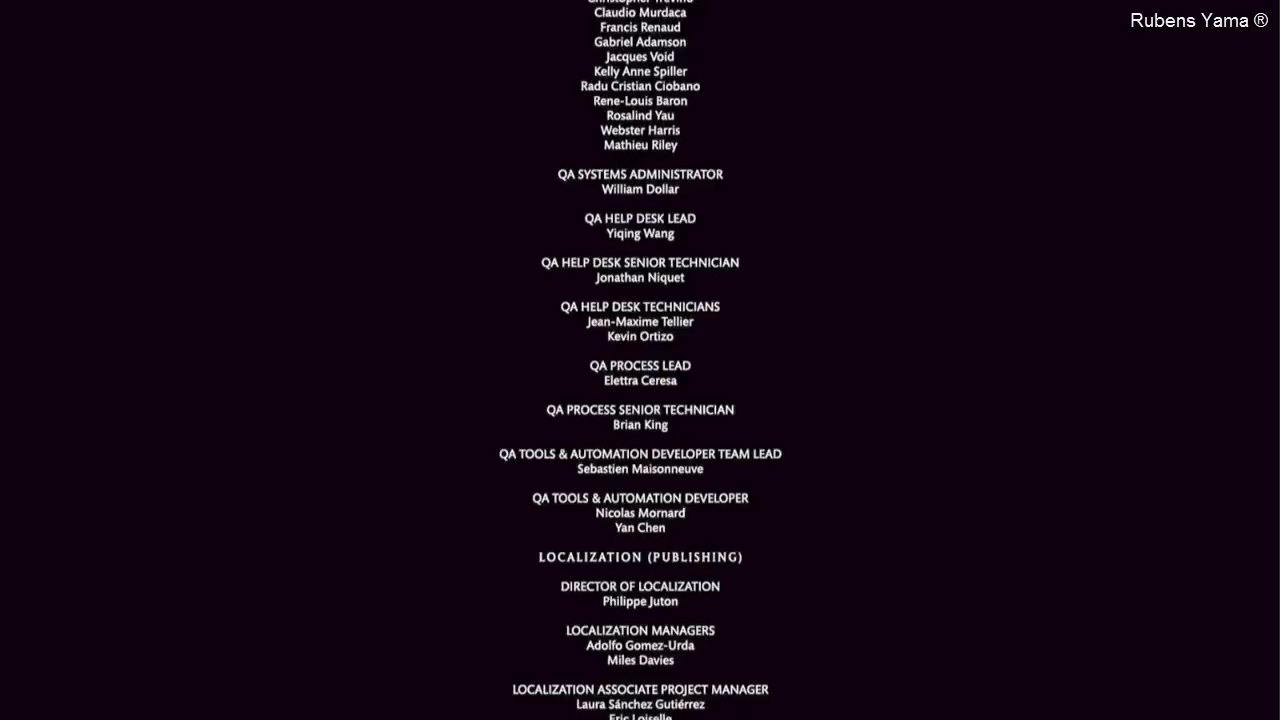 Rubens Yama ®
Claudio Murdaca
Francis Renaud
Gabriel Adamson
Jacques Void
Kelly Anne Spiller
Radu Cristian Ciobano
Rene-Louis Baron
Rosalind Yau
Webster Harris
Mathieu Riley
QA SYSTEMS ADMINISTRATOR
William Dollar
QA HELP DESK LEAD
Yiqing Wang
QA HELP DESK SENIOR TECHNICIAN
Jonathan Niquet
QA HELP DESK TECHNICIANS
Jean-Maxime Tellier
Kevin Ortizo
QA PROCESS LEAD
Elettra Ceresa
QA PROCESS SENIOR TECHNICIAN
Brian King
QA TOOLS & AUTOMATION DEVELOPER TEAM LEAD
Sebastien Maisonneuve
QA TOOLS & AUTOMATION DEVELOPER
Nicolas Mornard
Yan Chen
LOCALIZATION (PUBLISHING)
DIRECTOR OF LOCALIZATION
Philippe Juton
LOCALIZATION MANAGERS
Adolfo Gomez-Urda
Miles Davies
LOCALIZATION ASSOCIATE PROJECT MANAGER
Laura Sánchez Gutiérrez